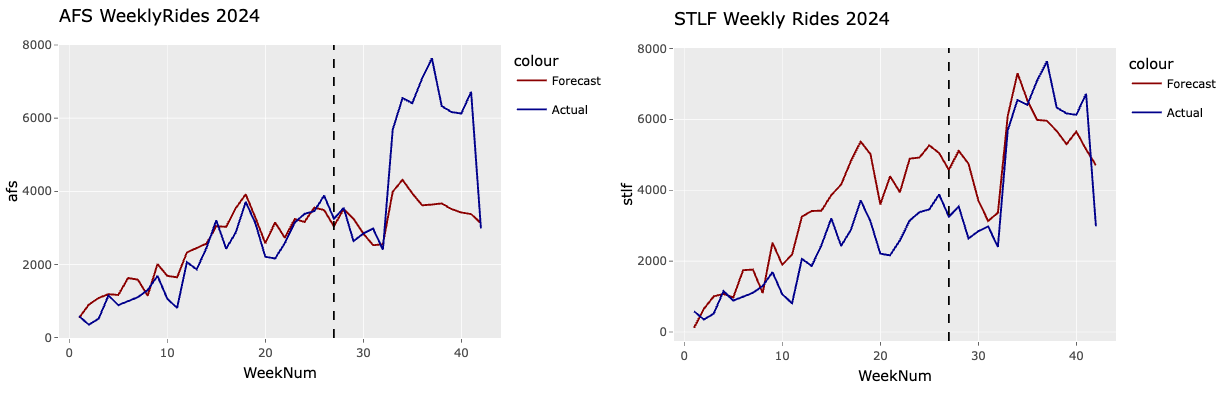 AFS WeeklyRides 2024
8000
6000
4000
2000
0
afs
0 10 20 30 40
WeekNum
colour
Forecast
Actual
STLF Weekly Rides 2024
8000
6000
4000
2000
0
stlf
0 10 20 30 40
WeekNum
colour
Forecast
Actual